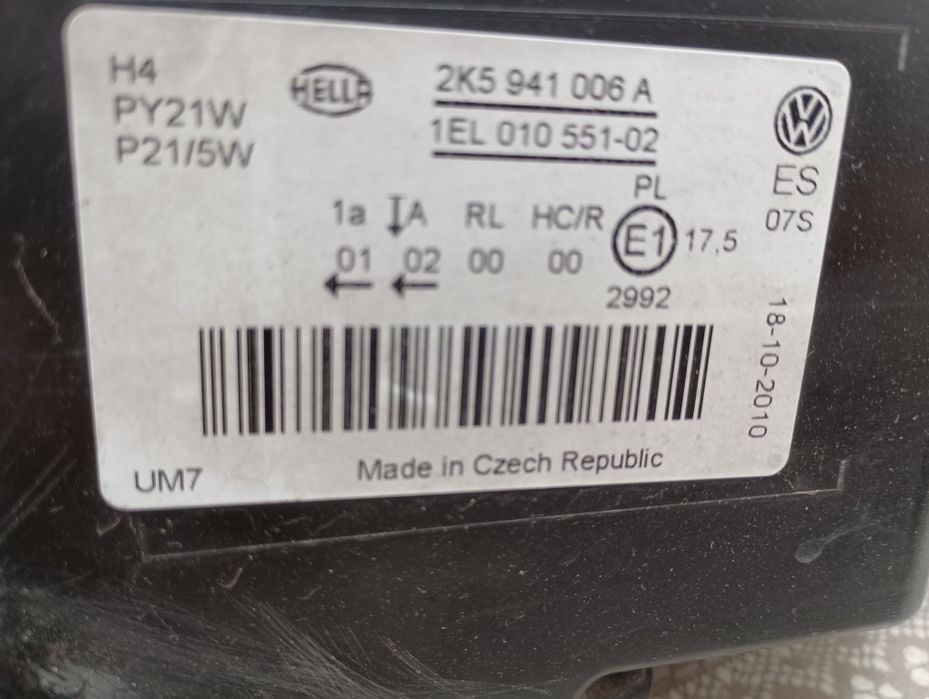 H4
PY21W
P21/5W
HELLA
2K5 941 006 A
1EL 010 551-02
VW
ES
07S
PL
1a A RL HC/R
01 02 00 00
E1
17,5
2992
18-10-2010
UM7
Made in Czech Republic